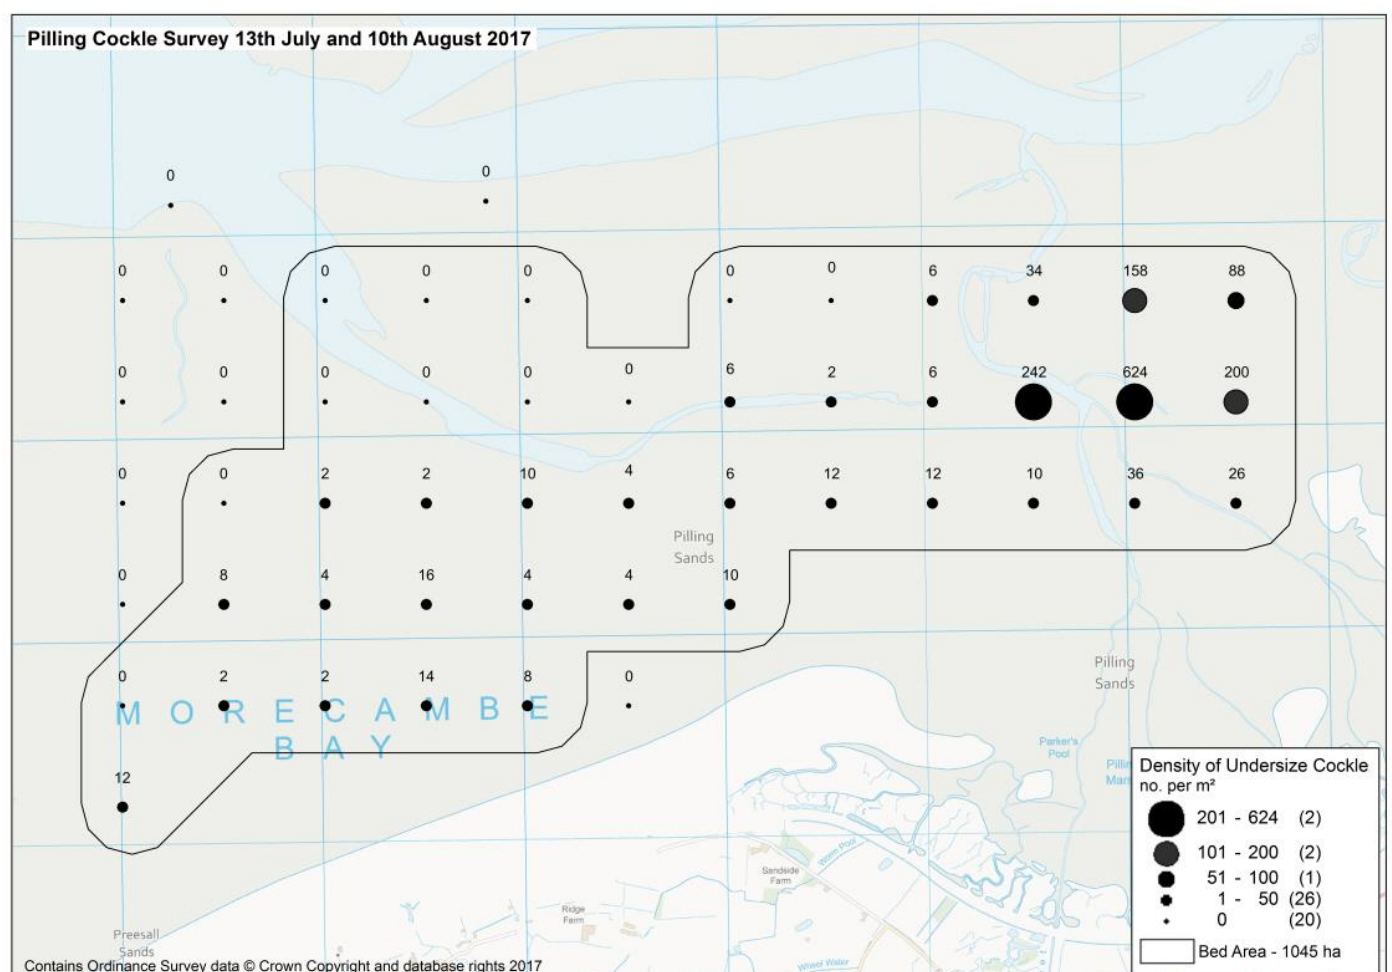 Pilling Cockle Survey 13th July and 10th August 2017
0 0
0 0 0 0 0 0 0 6 34 158 88
0 0 0 0 0 0 6 2 6 242 624 200
0 0 2 2 10 4 6 12 12 10 36 26
Pilling
Sands
0 8 4 16 4 4 10
Pilling
Sands
0 2 2 14 8 0
MORECAMBE
BAY
12
Parker's
Pool
Density of Undersize Cockle
no. per m²
201 - 624 (2)
101 - 200 (2)
51 - 100 (1)
1 - 50 (26)
0 (20)
Bed Area - 1045 ha
Worm Pool
Sandside
Farm
Ridge
Farm
Preesall
Sands
Wheel Water
Contains Ordinance Survey data © Crown Copyright and database rights 2017